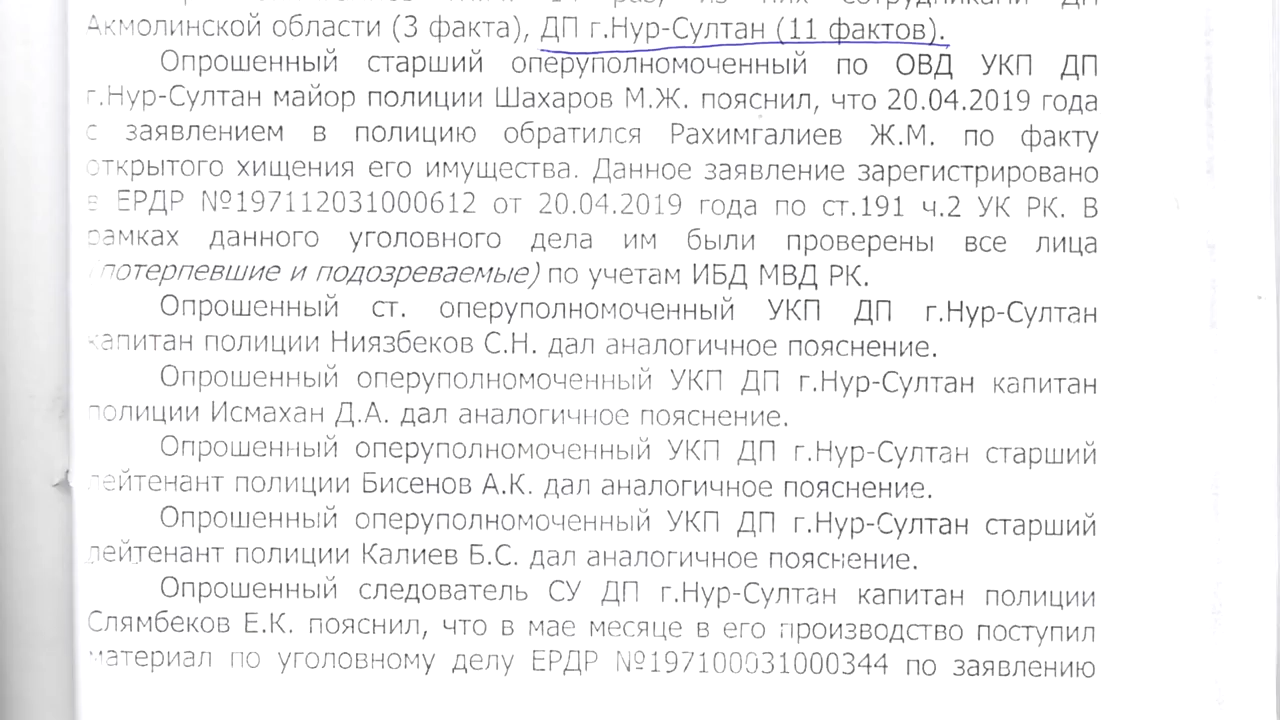 14 раз, из них сотрудниками ДП
Акмолинской области (3 факта), ДП г.Нур-Султан (11 фактов).
Опрошенный старший оперуполномоченный по ОВД УКП ДП
г.Нур-Султан майор полиции Шахаров М.Ж. пояснил, что 20.04.2019 года
с заявлением в полицию обратился Рахимгалиев Ж.М. по факту
открытого хищения его имущества. Данное заявление зарегистрировано
в ЕРДР №197112031000612 от 20.04.2019 года по ст.191 ч.2 УК РК. В
рамках данного уголовного дела им были проверены все лица
(потерпевшие и подозреваемые) по учетам ИБД МВД РК.
Опрошенный ст. оперуполномоченный УКП ДП г.Нур-Султан
капитан полиции Ниязбеков С.Н. дал аналогичное пояснение.
Опрошенный оперуполномоченный УКП ДП г.Нур-Султан капитан
полиции Исмахан Д.А. дал аналогичное пояснение.
Опрошенный оперуполномоченный УКП ДП г.Нур-Султан старший
лейтенант полиции Бисенов А.К. дал аналогичное пояснение.
Опрошенный оперуполномоченный УКП ДП г.Нур-Султан старший
лейтенант полиции Калиев Б.С. дал аналогичное пояснение.
Опрошенный следователь СУ ДП г.Нур-Султан капитан полиции
Слямбеков Е.К. пояснил, что в мае месяце в его производство поступил
материал по уголовному делу ЕРДР №197100031000344 по заявлению